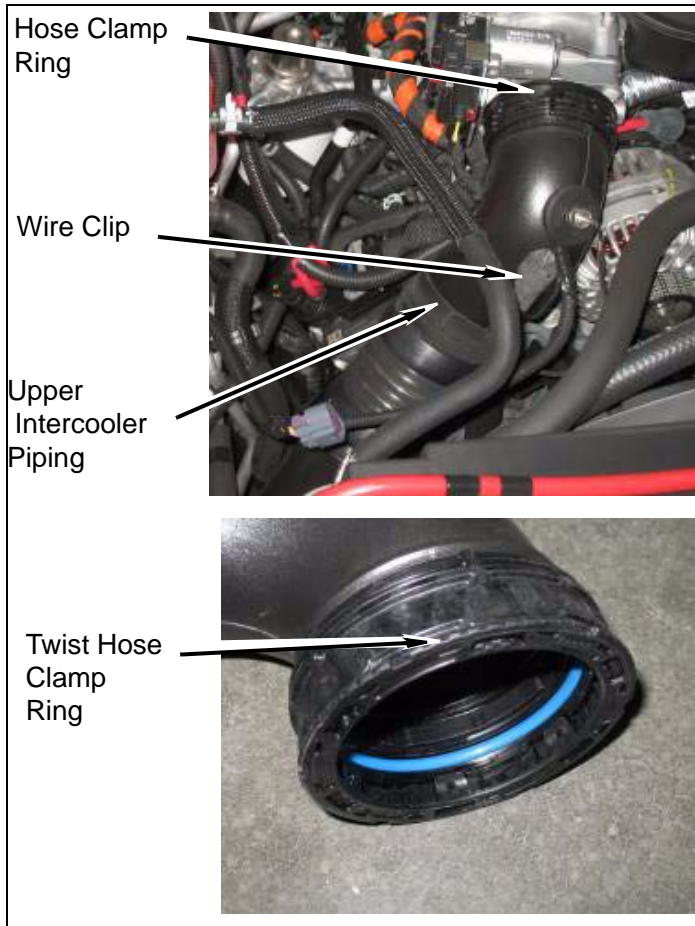 Hose Clamp
Ring
Wire Clip
Upper
Intercooler
Piping
Twist Hose
Clamp
Ring